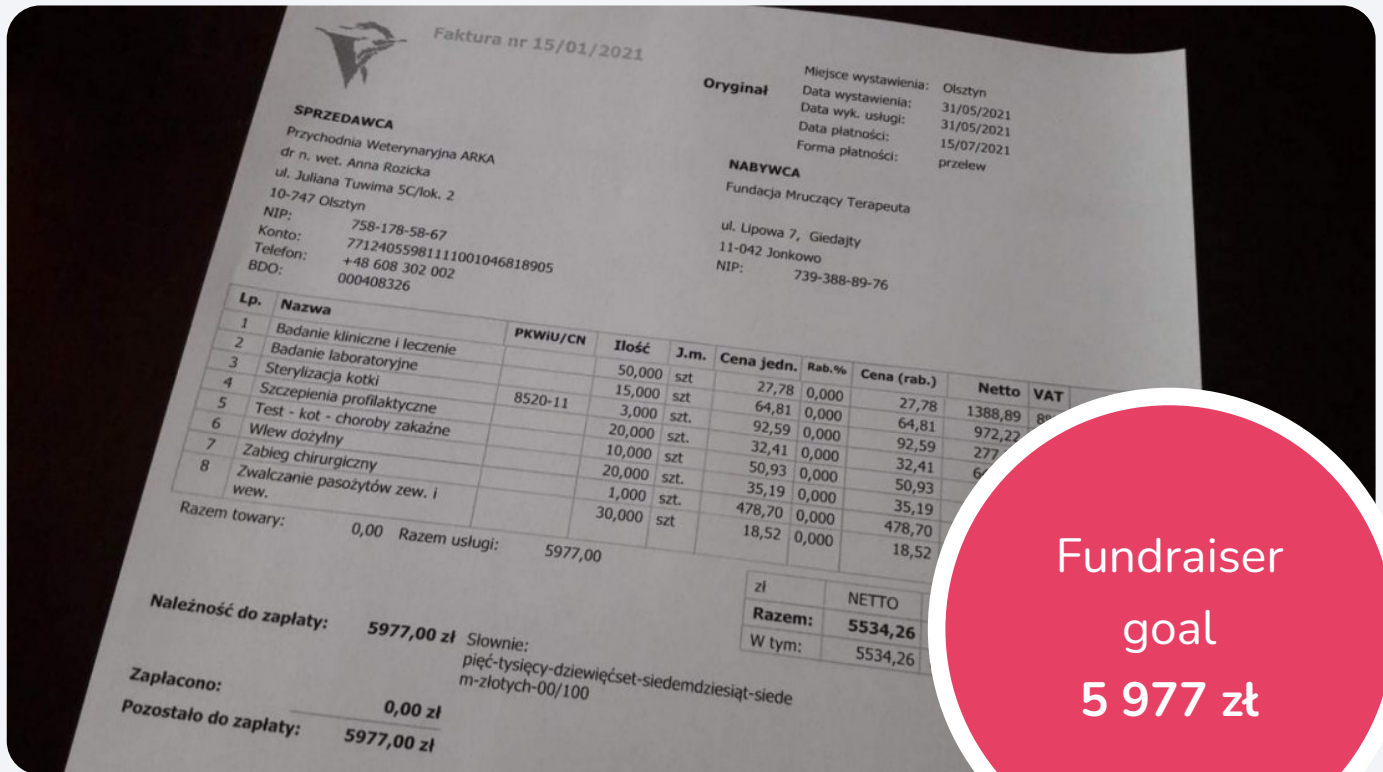 Faktura nr 15/01/2021
Oryginał
Miejsce wystawienia: Olsztyn
Data wystawienia: 31/05/2021
Data wyk. usługi: 31/05/2021
Data płatności: 15/07/2021
Forma płatności: przelew
SPRZEDAWCA
Przychodnia Weterynaryjna ARKA
dr n. wet. Anna Rozicka
ul. Juliana Tuwima 5C/lok. 2
10-747 Olsztyn
NIP: 758-178-58-67
Konto: 77124055981111001046818905
Telefon: +48 608 302 002
BDO: 000408326
NABYWCA
Fundacja Mruczący Terapeuta
ul. Lipowa 7, Giedajty
11-042 Jonkowo
NIP: 739-388-89-76
Lp. Nazwa PKWiU/CN Ilość J.m. Cena jedn. Rab.% Cena (rab.) Netto VAT
1 Badanie kliniczne i leczenie 50,000 szt 27,78 0,000 27,78 1388,89
2 Badanie laboratoryjne 15,000 szt 64,81 0,000 64,81 972,22
3 Sterylizacja kotki 3,000 szt. 92,59 0,000 92,59
4 Szczepienia profilaktyczne 8520-11 20,000 szt. 32,41 0,000 32,41
5 Test - kot - choroby zakaźne 10,000 szt 50,93 0,000 50,93
6 Wlew dożylny 20,000 szt. 35,19 0,000 35,19
7 Zabieg chirurgiczny 1,000 szt. 478,70 0,000 478,70
8 Zwalczanie pasożytów zew. i 30,000 szt 18,52 0,000 18,52
wew.
Razem towary: 0,00 Razem usługi: 5977,00
zł NETTO
Razem: 5534,26
W tym: 5534,26
Należność do zapłaty: 5977,00 zł Słownie:
pięć-tysięcy-dziewięćset-siedemdziesiąt-siede
m-złotych-00/100
Zapłacono: 0,00 zł
Pozostało do zapłaty: 5977,00 zł
Fundraiser
goal
5 977 zł